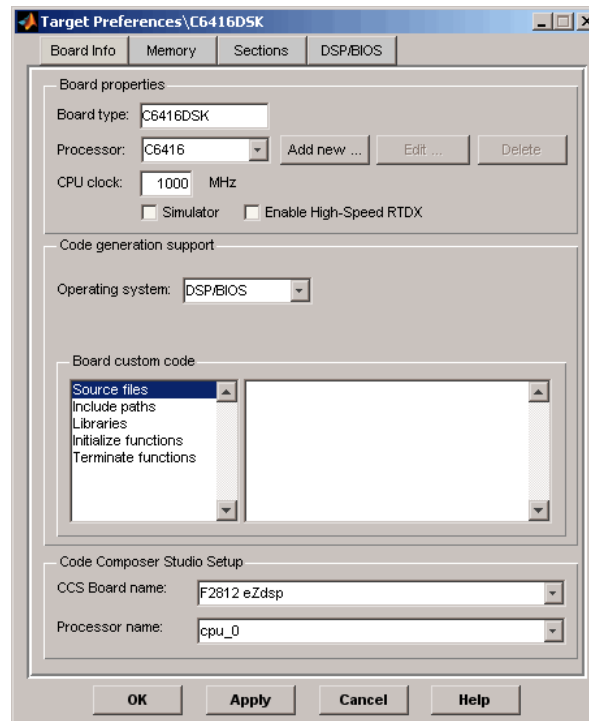 Target Preferences\C6416DSK
Board Info Memory Sections DSP/BIOS
Board properties
Board type: C6416DSK
Processor: C6416 Add new ... Edit ... Delete
CPU clock: 1000 MHz
Simulator Enable High-Speed RTDX
Code generation support
Operating system: DSP/BIOS
Board custom code
Source files
Include paths
Libraries
Initialize functions
Terminate functions
Code Composer Studio Setup
CCS Board name: F2812 eZdsp
Processor name: cpu_0
OK Apply Cancel Help